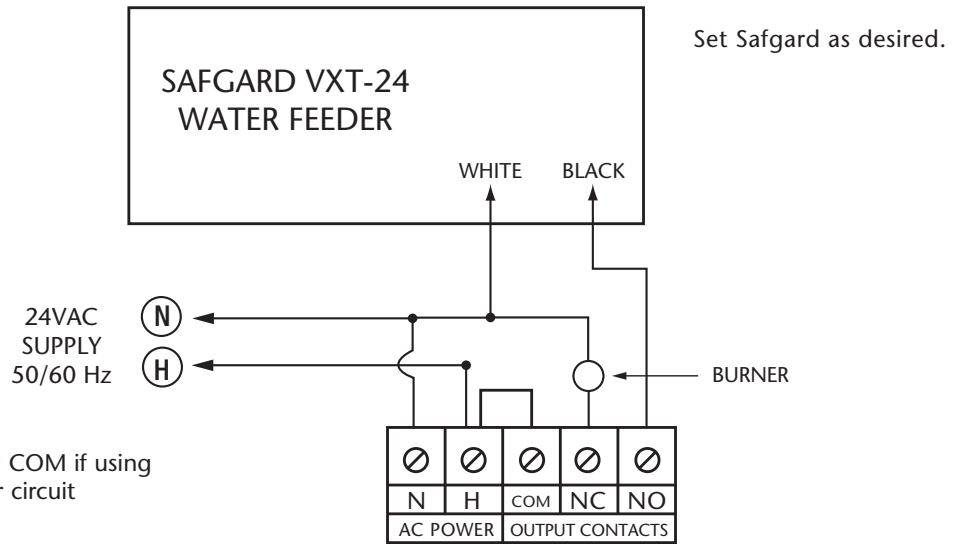 Set Safgard as desired.
SAFGARD VXT-24
WATER FEEDER
WHITE
BLACK
24VAC
SUPPLY
50/60 Hz
N
H
BURNER
COM if using
r circuit
N
H
COM
NC
NO
AC POWER
OUTPUT CONTACTS